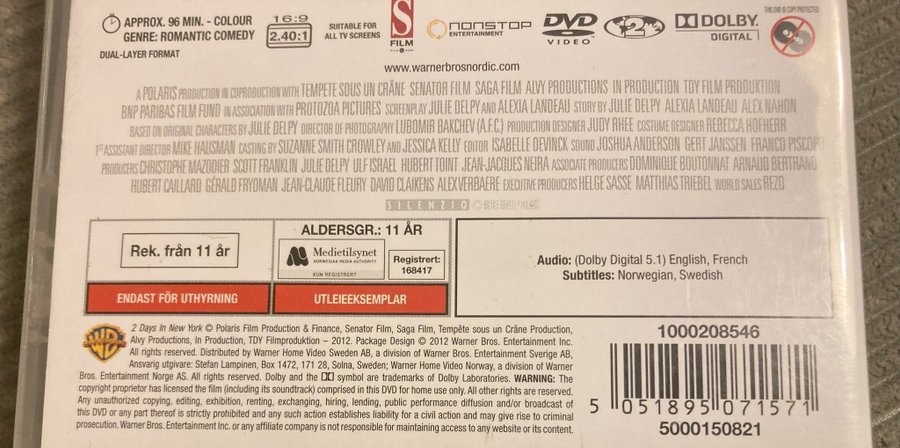 APPROX. 96 MIN. - COLOUR
GENRE: ROMANTIC COMEDY
DUAL-LAYER FORMAT
16:9
2.40:1
SUITABLE FOR
ALL TV SCREENS
S
FILM
NONSTOP
ENTERTAINMENT
DVD
VIDEO
2
DOLBY
DIGITAL
THIS DVD IS COPY PROTECTED
www.warnerbrosnordic.com
A POLARIS PRODUCTION IN COPRODUCTION WITH TEMPETE SOUS UN CRÂNE SENATOR FILM SAGA FILM ALVY PRODUCTIONS IN PRODUCTION TDY FILM PRODUKTION
BNP PARIBAS FILM FUND IN ASSOCIATION WITH PROTOZOA PICTURES SCREENPLAY JULIE DELPY AND ALEXIA LANDEAU STORY BY JULIE DELPY ALEXIA LANDEAU ALEX NAHON
BASED ON ORIGINAL CHARACTERS BY JULIE DELPY DIRECTOR OF PHOTOGRAPHY LUBOMIR BAKCHEV (A.F.C.) PRODUCTION DESIGNER JUDY RHEE COSTUME DESIGNER REBECCA HOFHERR
1st ASSISTANT DIRECTOR MIKE HAUSMAN CASTING BY SUZANNE SMITH CROWLEY AND JESSICA KELLY EDITOR ISABELLE DEVINCK SOUND JOSHUA ANDERSON GERT JANSSEN FRANCO PISCOPO
PRODUCERS CHRISTOPHE MAZODIER SCOTT FRANKLIN JULIE DELPY ULF ISRAEL HUBERT TOINT JEAN-JACQUES NEIRA ASSOCIATE PRODUCERS DOMINIQUE BOUTONNAT ARNAUD BERTRAND
HUBERT CAILLARD GÉRALD FRYDMAN JEAN-CLAUDE FLEURY DAVID CLAIKENS ALEX VERBAERE EXECUTIVE PRODUCERS HELGE SASSE MATTHIAS TRIEBEL WORLD SALES REZO
SILENZIO
Rek. från 11 år
ENDAST FÖR UTHYRNING
ALDERSGR.: 11 ÅR
Medietilsynet
NORWEGIAN MEDIA AUTHORITY
KUN REGISTRERT
Registrert:
168417
UTLEIEEKSEMPLAR
Audio: (Dolby Digital 5.1) English, French
Subtitles: Norwegian, Swedish
WB
2 Days In New York © Polaris Film Production & Finance, Senator Film, Saga Film, Tempête sous un Crâne Production,
Alvy Productions, In Production, TDY Filmproduktion – 2012. Package Design © 2012 Warner Bros. Entertainment Inc.
All rights reserved. Distributed by Warner Home Video Sweden AB, a division of Warner Bros. Entertainment Sverige AB,
Ansvarig utgivare: Stefan Lampinen, Box 1472, 171 28, Solna, Sweden; Warner Home Video Norway, a division of Warner
Bros. Entertainment Norge AS. All rights reserved. Dolby and the DD symbol are trademarks of Dolby Laboratories. WARNING: The
copyright proprietor has licensed the film (including its soundtrack) comprised in this DVD for home use only. All other rights are reserved.
Any unauthorized copying, editing, exhibition, renting, exchanging, hiring, lending, public performance diffusion and/or broadcast of
this DVD or any part thereof is strictly prohibited and any such action establishes liability for a civil action and may give rise to criminal
prosecution. Warner Bros. Entertainment Inc. or any affiliate company is not responsible for maintaining access to any website or its content.
1000208546
5 051895 071571
5000150821